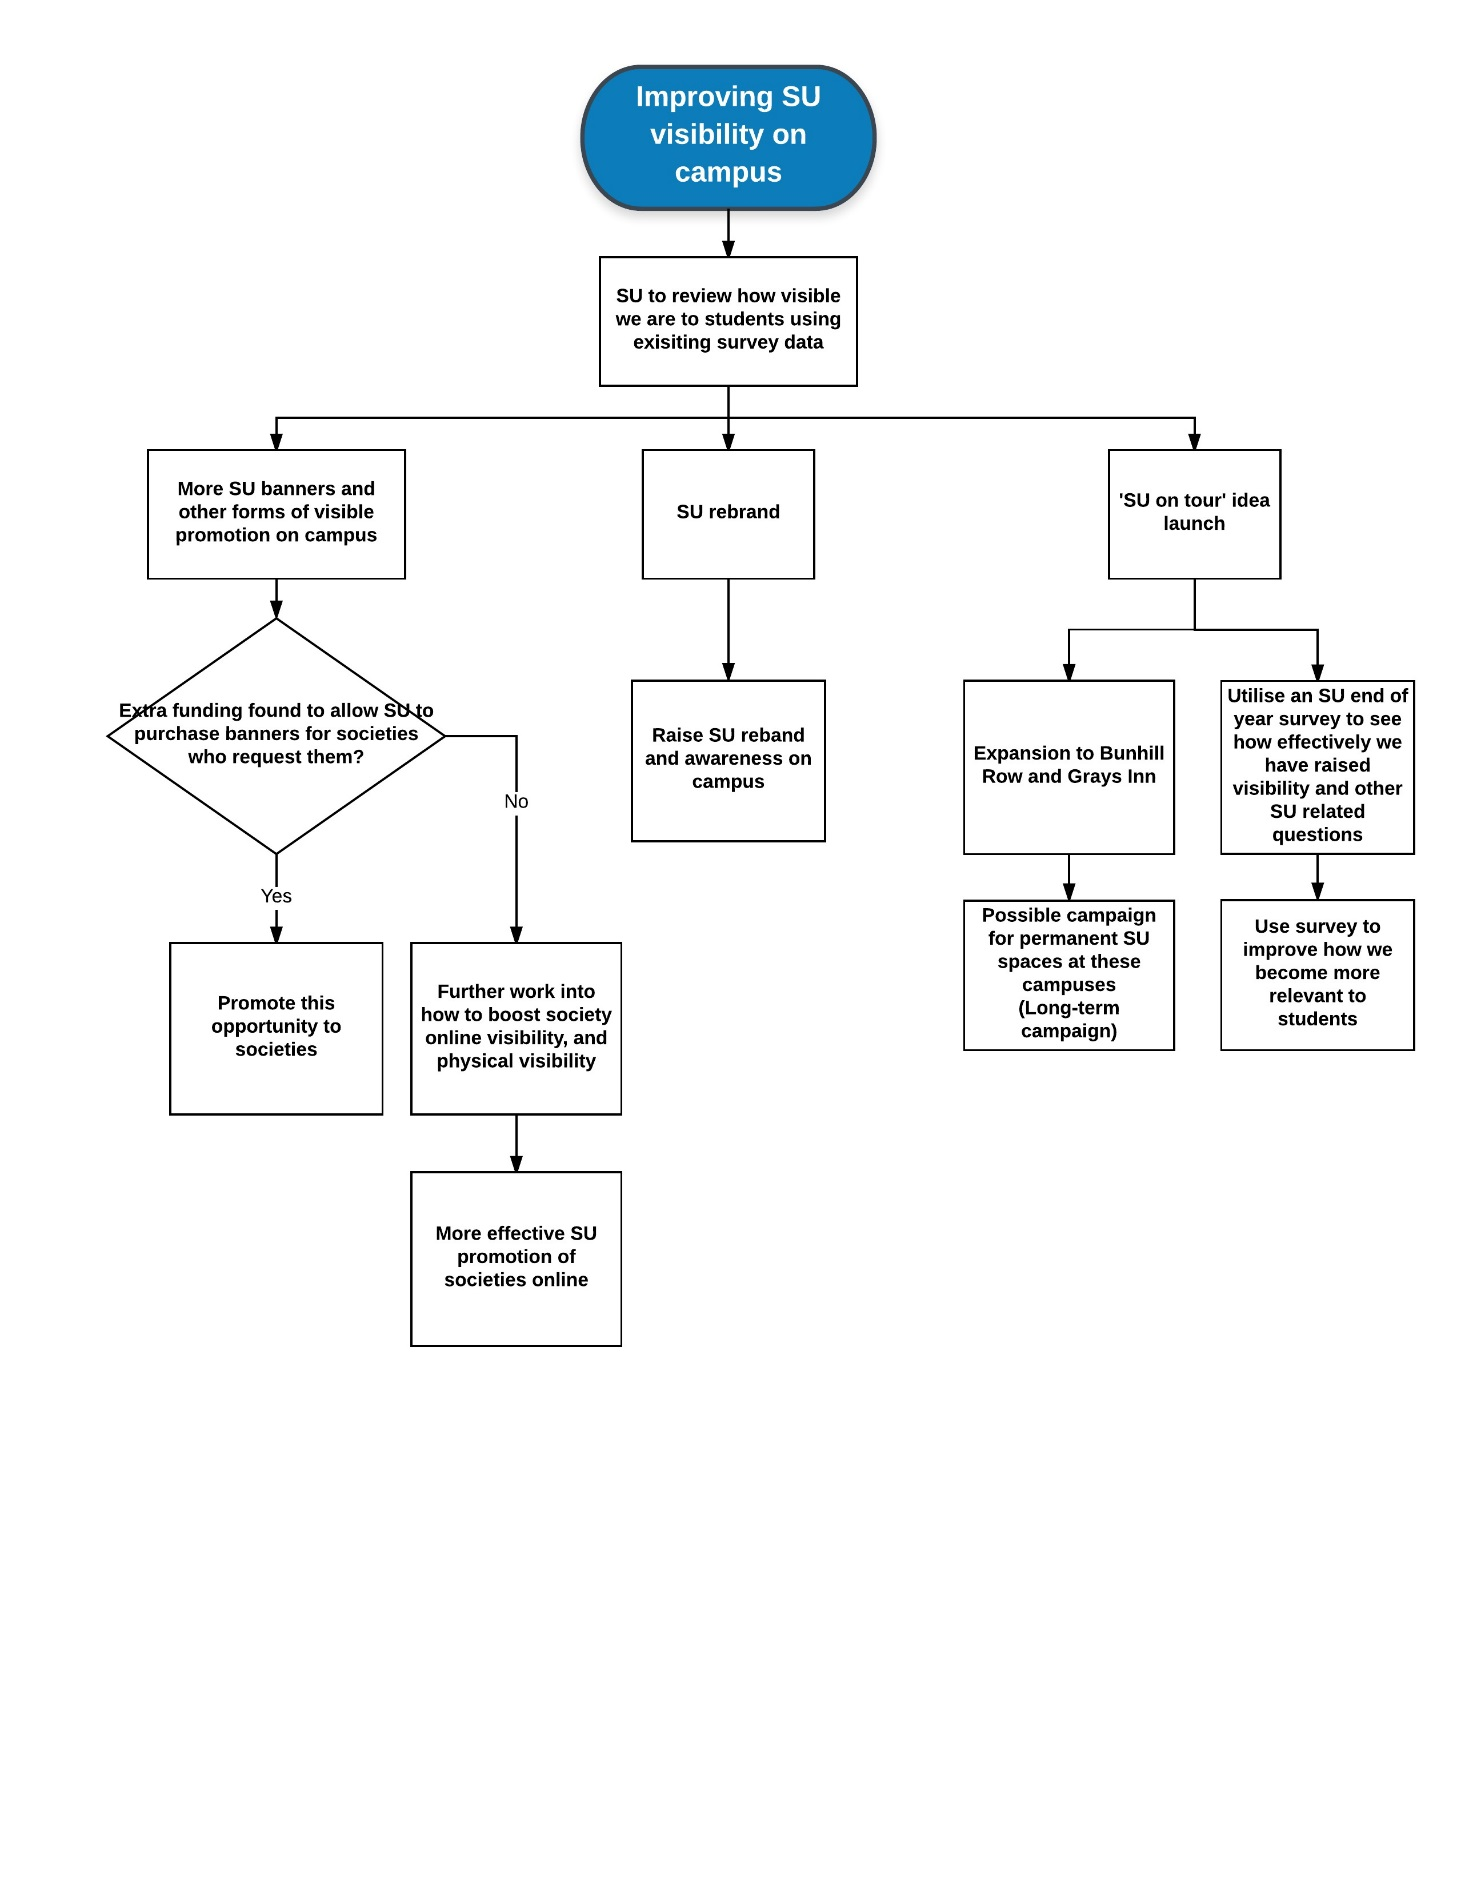 Improving SU
visibility on
campus
SU to review how visible
we are to students using
exisiting survey data
More SU banners and
other forms of visible
promotion on campus
SU rebrand
'SU on tour' idea
launch
Extra funding found to allow SU to
purchase banners for societies
who request them?
No
Yes
Raise SU reband
and awareness on
campus
Expansion to Bunhill
Row and Grays Inn
Utilise an SU end of
year survey to see
how effectively we
have raised
visibility and other
SU related
questions
Promote this
opportunity to
societies
Further work into
how to boost society
online visibility, and
physical visibility
Possible campaign
for permanent SU
spaces at these
campuses
(Long-term
campaign)
Use survey to
improve how we
become more
relevant to
students
More effective SU
promotion of
societies online